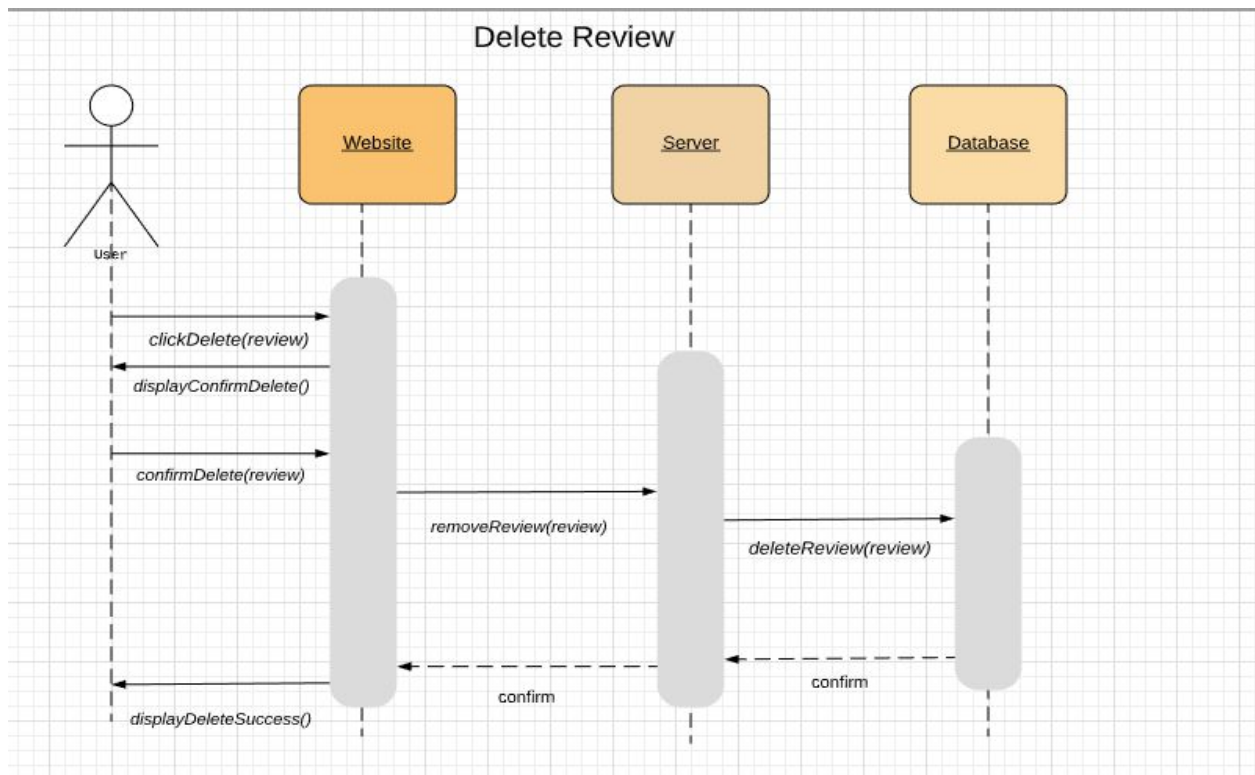 Delete Review
Website
Server
Database
User
clickDelete(review)
displayConfirmDelete()
confirmDelete(review)
removeReview(review)
deleteReview(review)
confirm
confirm
displayDeleteSuccess()